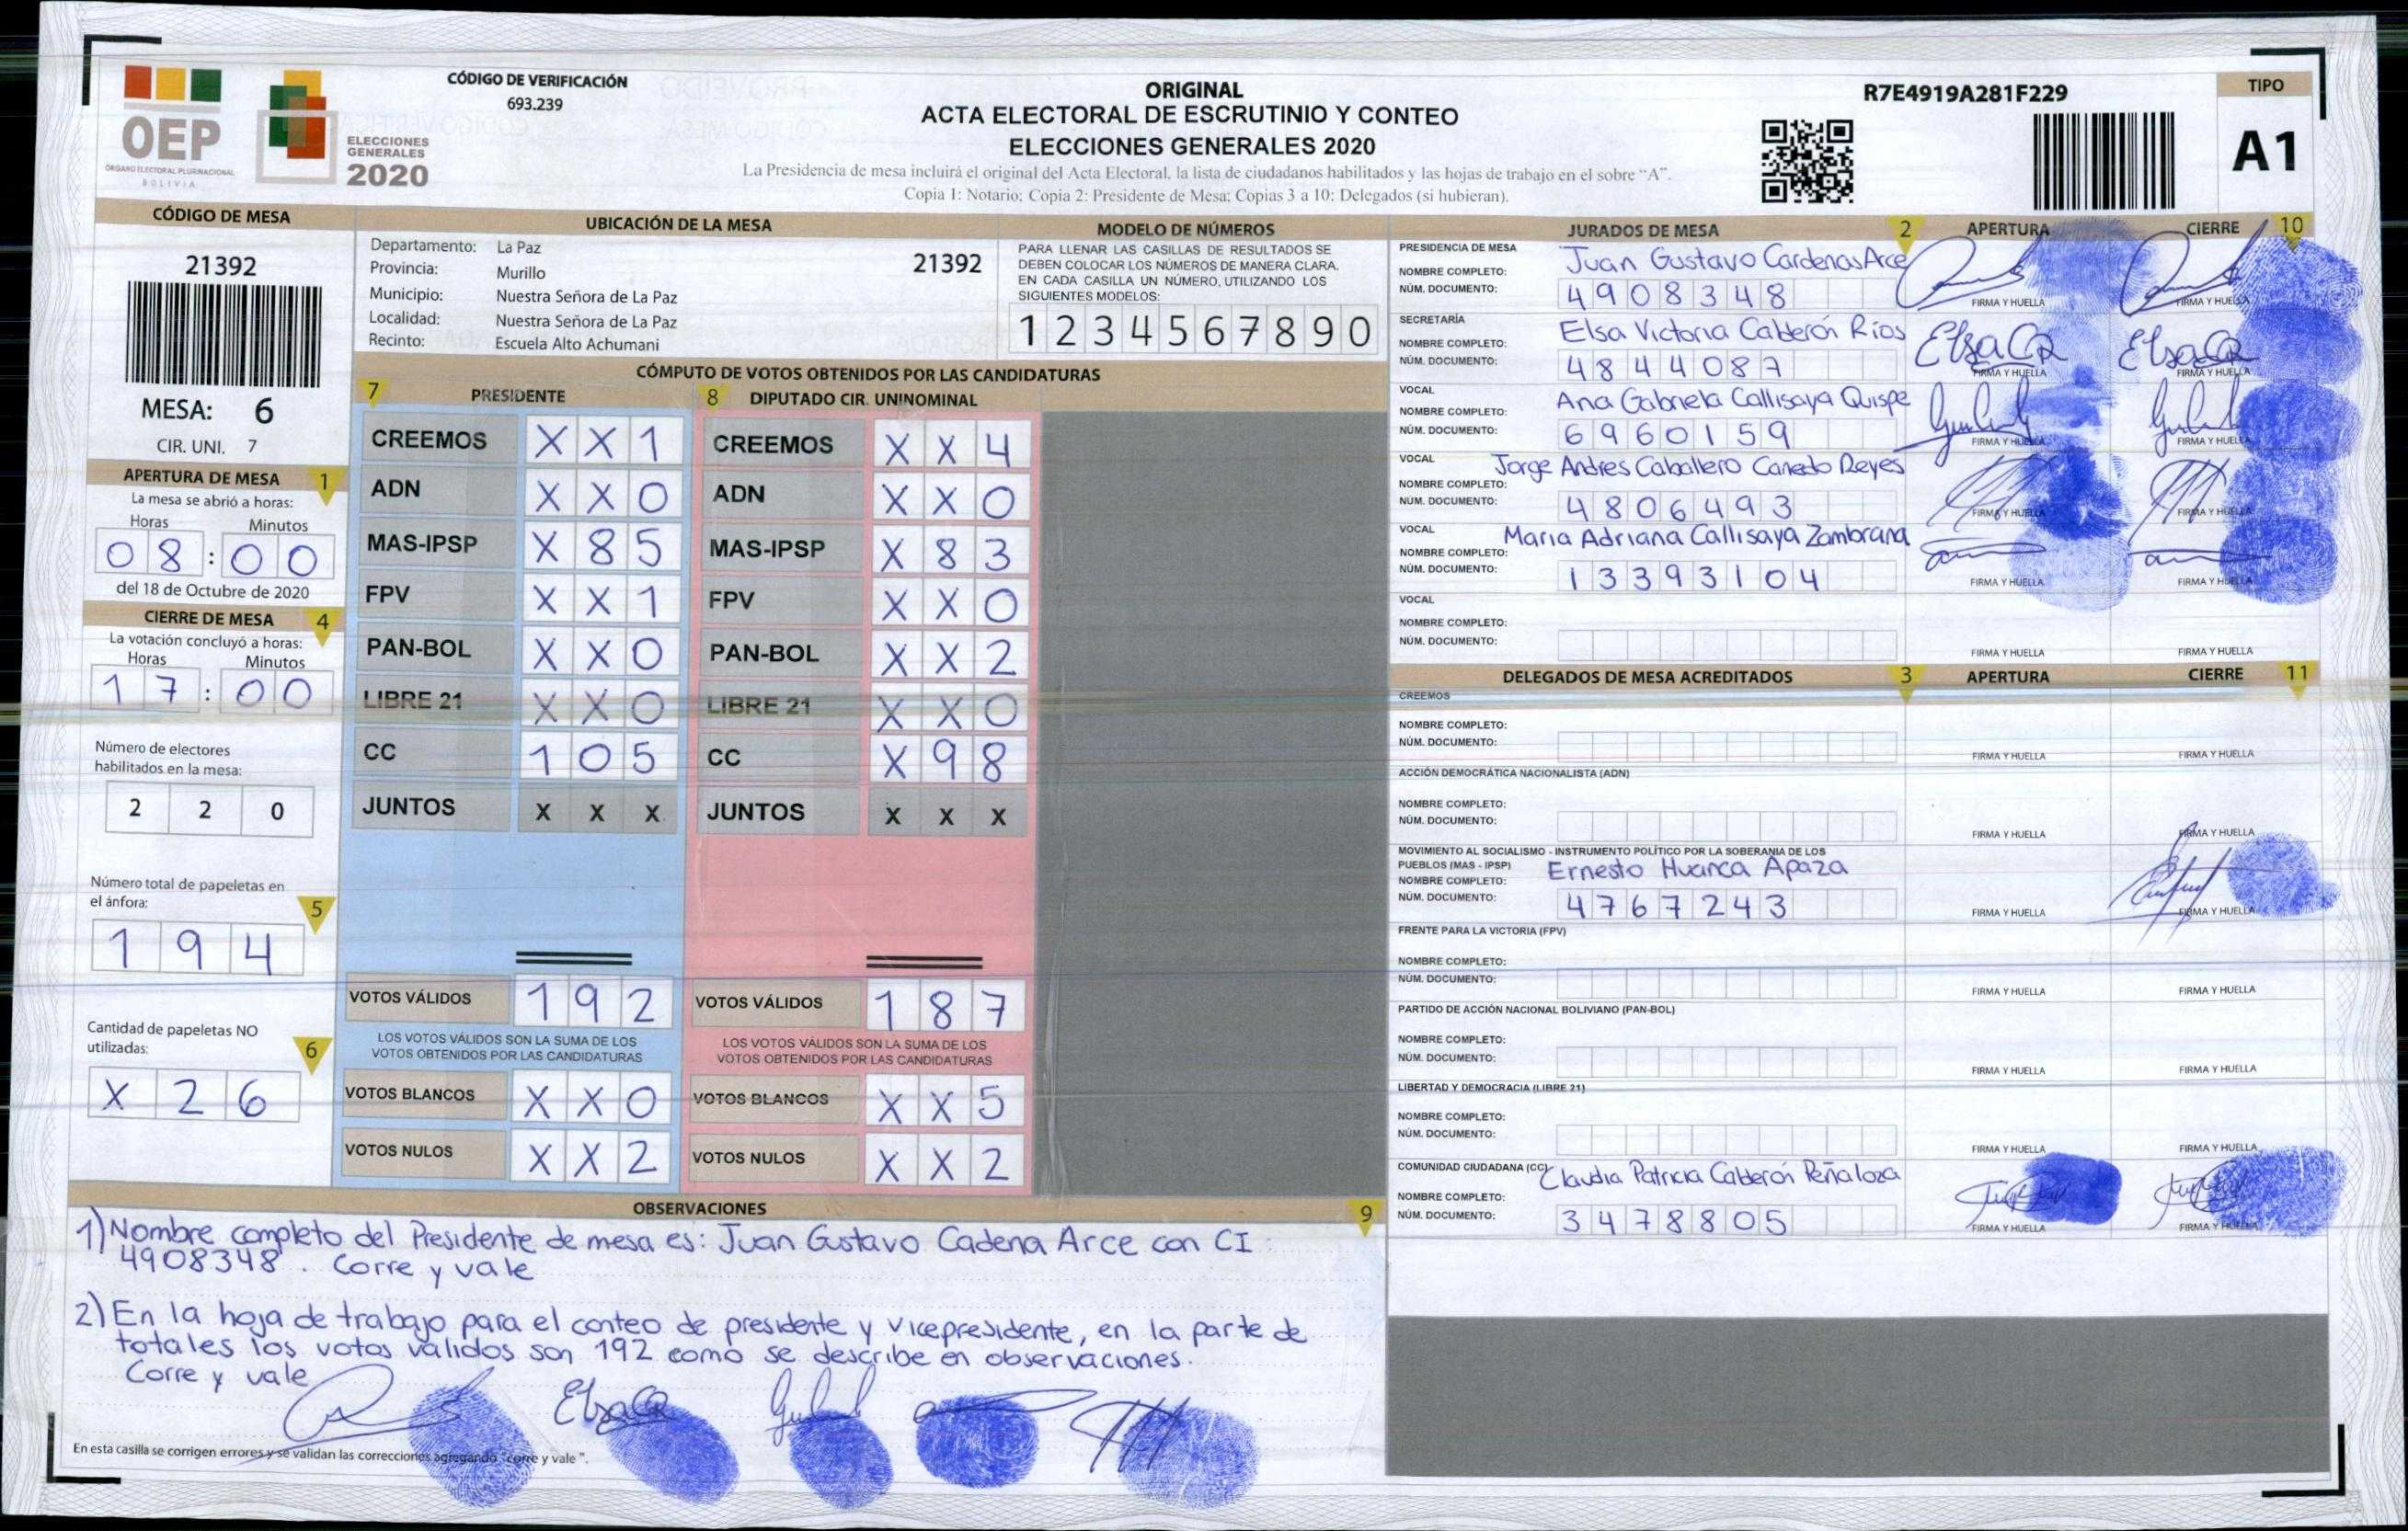 OEP
ÓRGANO ELECTORAL PLURINACIONAL
BOLIVIA
ELECCIONES
GENERALES
2020
CÓDIGO DE VERIFICACIÓN
693.239
ORIGINAL
ACTA ELECTORAL DE ESCRUTINIO Y CONTEO
ELECCIONES GENERALES 2020
La Presidencia de mesa incluirá el original del Acta Electoral, la lista de ciudadanos habilitados y las hojas de trabajo en el sobre “A”.
Copia 1: Notario; Copia 2: Presidente de Mesa; Copias 3 a 10: Delegados (si hubieran).
R7E4919A281F229
TIPO
A1
CÓDIGO DE MESA
21392
MESA: 6
CIR. UNI. 7
APERTURA DE MESA 1
La mesa se abrió a horas:
Horas Minutos
08:00
del 18 de Octubre de 2020
CIERRE DE MESA 4
La votación concluyó a horas:
Horas Minutos
17:00
Número de electores
habilitados en la mesa:
2 2 0
Número total de papeletas en
el ánfora: 5
1 9 4
Cantidad de papeletas NO
utilizadas: 6
X 2 6
UBICACIÓN DE LA MESA
Departamento: La Paz
21392
Provincia: Murillo
Municipio: Nuestra Señora de La Paz
Localidad: Nuestra Señora de La Paz
Recinto: Escuela Alto Achumani
MODELO DE NÚMEROS
PARA LLENAR LAS CASILLAS DE RESULTADOS SE
DEBEN COLOCAR LOS NÚMEROS DE MANERA CLARA.
EN CADA CASILLA UN NÚMERO, UTILIZANDO LOS
SIGUIENTES MODELOS:
1 2 3 4 5 6 7 8 9 0
CÓMPUTO DE VOTOS OBTENIDOS POR LAS CANDIDATURAS
7 PRESIDENTE
CREEMOS X X 1
ADN X X 0
MAS-IPSP X 8 5
FPV X X 1
PAN-BOL X X 0
LIBRE 21 X X 0
CC 1 0 5
JUNTOS X X X
VOTOS VÁLIDOS 1 9 2
LOS VOTOS VÁLIDOS SON LA SUMA DE LOS
VOTOS OBTENIDOS POR LAS CANDIDATURAS
VOTOS BLANCOS X X 0
VOTOS NULOS X X 2
8 DIPUTADO CIR. UNINOMINAL
CREEMOS X X 4
ADN X X 0
MAS-IPSP X 8 3
FPV X X 0
PAN-BOL X X 2
LIBRE 21 X X 0
CC X 9 8
JUNTOS X X X
VOTOS VÁLIDOS 1 8 7
LOS VOTOS VÁLIDOS SON LA SUMA DE LOS
VOTOS OBTENIDOS POR LAS CANDIDATURAS
VOTOS BLANCOS X X 5
VOTOS NULOS X X 2
OBSERVACIONES 9
1) Nombre completo del Presidente de mesa es: Juan Gustavo Cadena Arce con CI
4908348. Corre y vale
2) En la hoja de trabajo para el conteo de presidente y vicepresidente, en la parte de
totales los votos validos son 192 como se describe en observaciones.
Corre y vale
ElsaCR
En esta casilla se corrigen errores y se validan las correcciones agregando "corre y vale".
JURADOS DE MESA 2 APERTURA CIERRE 10
PRESIDENCIA DE MESA
NOMBRE COMPLETO: Juan Gustavo Cardenas Arce
NÚM. DOCUMENTO: 4908348
FIRMA Y HUELLA FIRMA Y HUELLA
SECRETARÍA
NOMBRE COMPLETO: Elsa Victoria Calderón Ríos
ElsaCR ElsaCR
NÚM. DOCUMENTO: 4844087
FIRMA Y HUELLA FIRMA Y HUELLA
VOCAL
NOMBRE COMPLETO: Ana Gabriela Callisaya Quispe
NÚM. DOCUMENTO: 6960159
FIRMA Y HUELLA FIRMA Y HUELLA
VOCAL
NOMBRE COMPLETO: Jorge Andres Caballero Canedo Reyes
NÚM. DOCUMENTO: 4806493
FIRMA Y HUELLA FIRMA Y HUELLA
VOCAL
NOMBRE COMPLETO: Maria Adriana Callisaya Zambrana
NÚM. DOCUMENTO: 13393104
FIRMA Y HUELLA FIRMA Y HUELLA
VOCAL
NOMBRE COMPLETO:
NÚM. DOCUMENTO:
FIRMA Y HUELLA FIRMA Y HUELLA
DELEGADOS DE MESA ACREDITADOS 3 APERTURA CIERRE 11
CREEMOS
NOMBRE COMPLETO:
NÚM. DOCUMENTO:
FIRMA Y HUELLA FIRMA Y HUELLA
ACCIÓN DEMOCRÁTICA NACIONALISTA (ADN)
NOMBRE COMPLETO:
NÚM. DOCUMENTO:
FIRMA Y HUELLA FIRMA Y HUELLA
MOVIMIENTO AL SOCIALISMO - INSTRUMENTO POLÍTICO POR LA SOBERANIA DE LOS
PUEBLOS (MAS - IPSP)
NOMBRE COMPLETO: Ernesto Huanca Apaza
NÚM. DOCUMENTO: 4767243
FIRMA Y HUELLA FIRMA Y HUELLA
FRENTE PARA LA VICTORIA (FPV)
NOMBRE COMPLETO:
NÚM. DOCUMENTO:
FIRMA Y HUELLA FIRMA Y HUELLA
PARTIDO DE ACCIÓN NACIONAL BOLIVIANO (PAN-BOL)
NOMBRE COMPLETO:
NÚM. DOCUMENTO:
FIRMA Y HUELLA FIRMA Y HUELLA
LIBERTAD Y DEMOCRACIA (LIBRE 21)
NOMBRE COMPLETO:
NÚM. DOCUMENTO:
FIRMA Y HUELLA FIRMA Y HUELLA
COMUNIDAD CIUDADANA (CC)
NOMBRE COMPLETO: Claudia Patricia Calderón Peñaloza
NÚM. DOCUMENTO: 3478805
FIRMA Y HUELLA FIRMA Y HUELLA